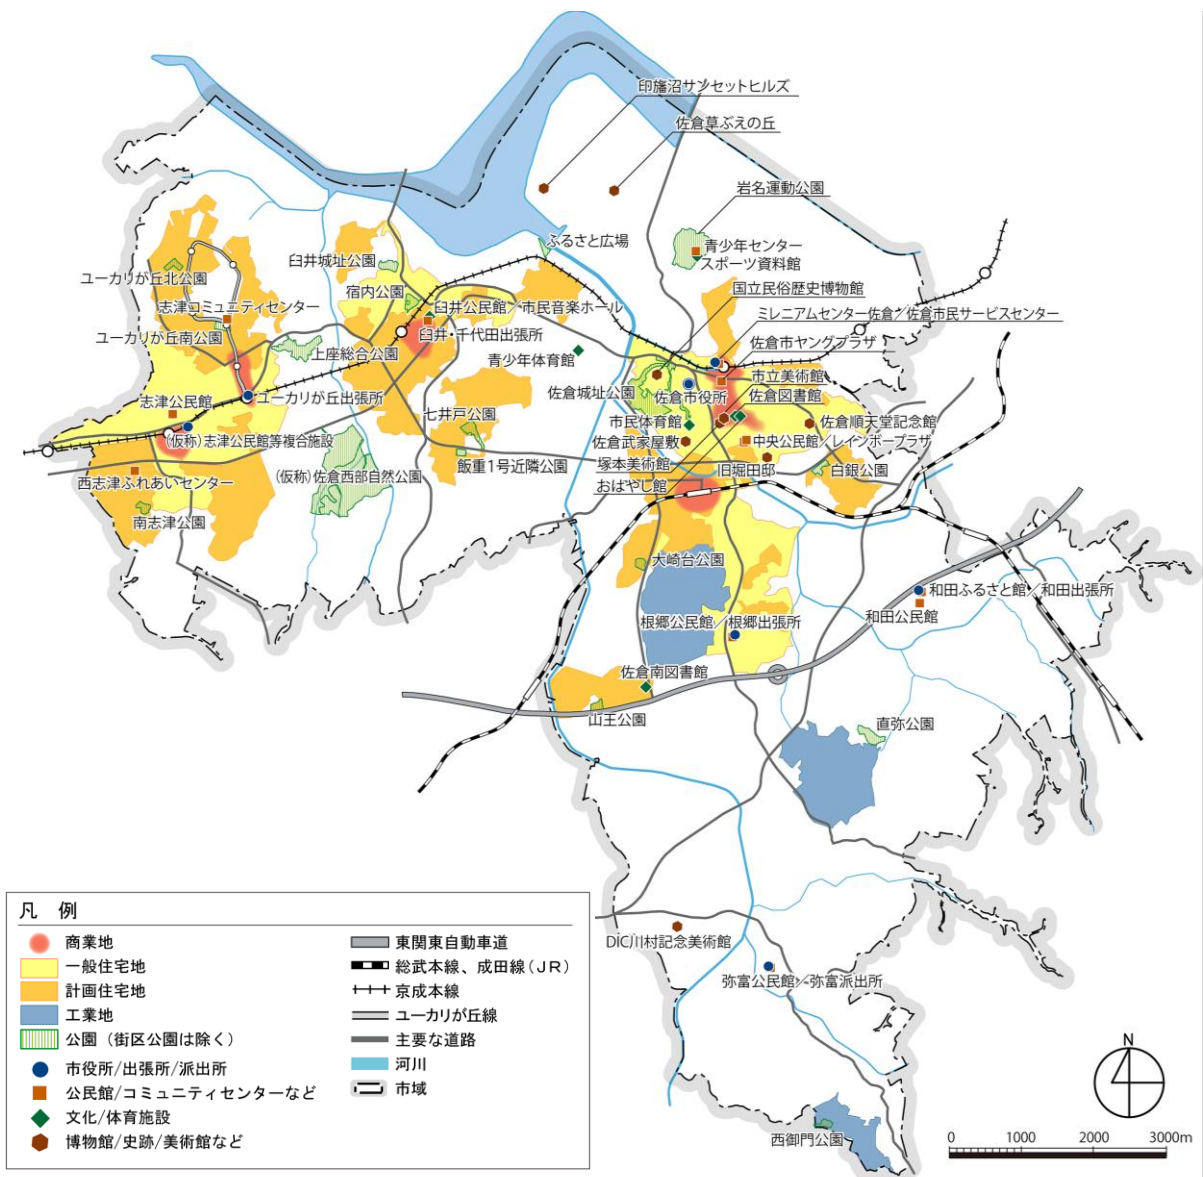 印旛沼サンセットヒルズ
佐倉草ぶえの丘
岩名運動公園
ふるさと広場
青少年センター
スポーツ資料館
臼井城址公園
ユーカリが丘北公園
国立民俗歴史博物館
宿内公園
志津コミュニティセンター
臼井公民館／市民音楽ホール
ミレニアムセンター佐倉／佐倉市民サービスセンター
ユーカリが丘南公園
臼井・千代田出張所
佐倉市ヤングプラザ
上座総合公園
青少年体育館
市立美術館
佐倉城址公園
佐倉市役所
佐倉図書館
志津公民館
ユーカリが丘出張所
七井戸公園
市民体育館
佐倉順天堂記念館
(仮称)志津公民館等複合施設
佐倉武家屋敷
中央公民館／レインボープラザ
飯重1号近隣公園
塚本美術館
旧堀田邸
白銀公園
西志津ふれあいセンター
(仮称)佐倉西部自然公園
おはやし館
南志津公園
大崎台公園
和田ふるさと館／和田出張所
和田公民館
根郷公民館／根郷出張所
佐倉南図書館
山王公園
直弥公園
DIC川村記念美術館
弥富公民館／弥富派出所
西御門公園
凡 例
商業地
一般住宅地
計画住宅地
工業地
公園（街区公園は除く）
市役所/出張所/派出所
公民館/コミュニティセンターなど
文化/体育施設
博物館/史跡/美術館など
東関東自動車道
総武本線、成田線(ＪＲ)
京成本線
ユーカリが丘線
主要な道路
河川
市域
N
0 1000 2000 3000m